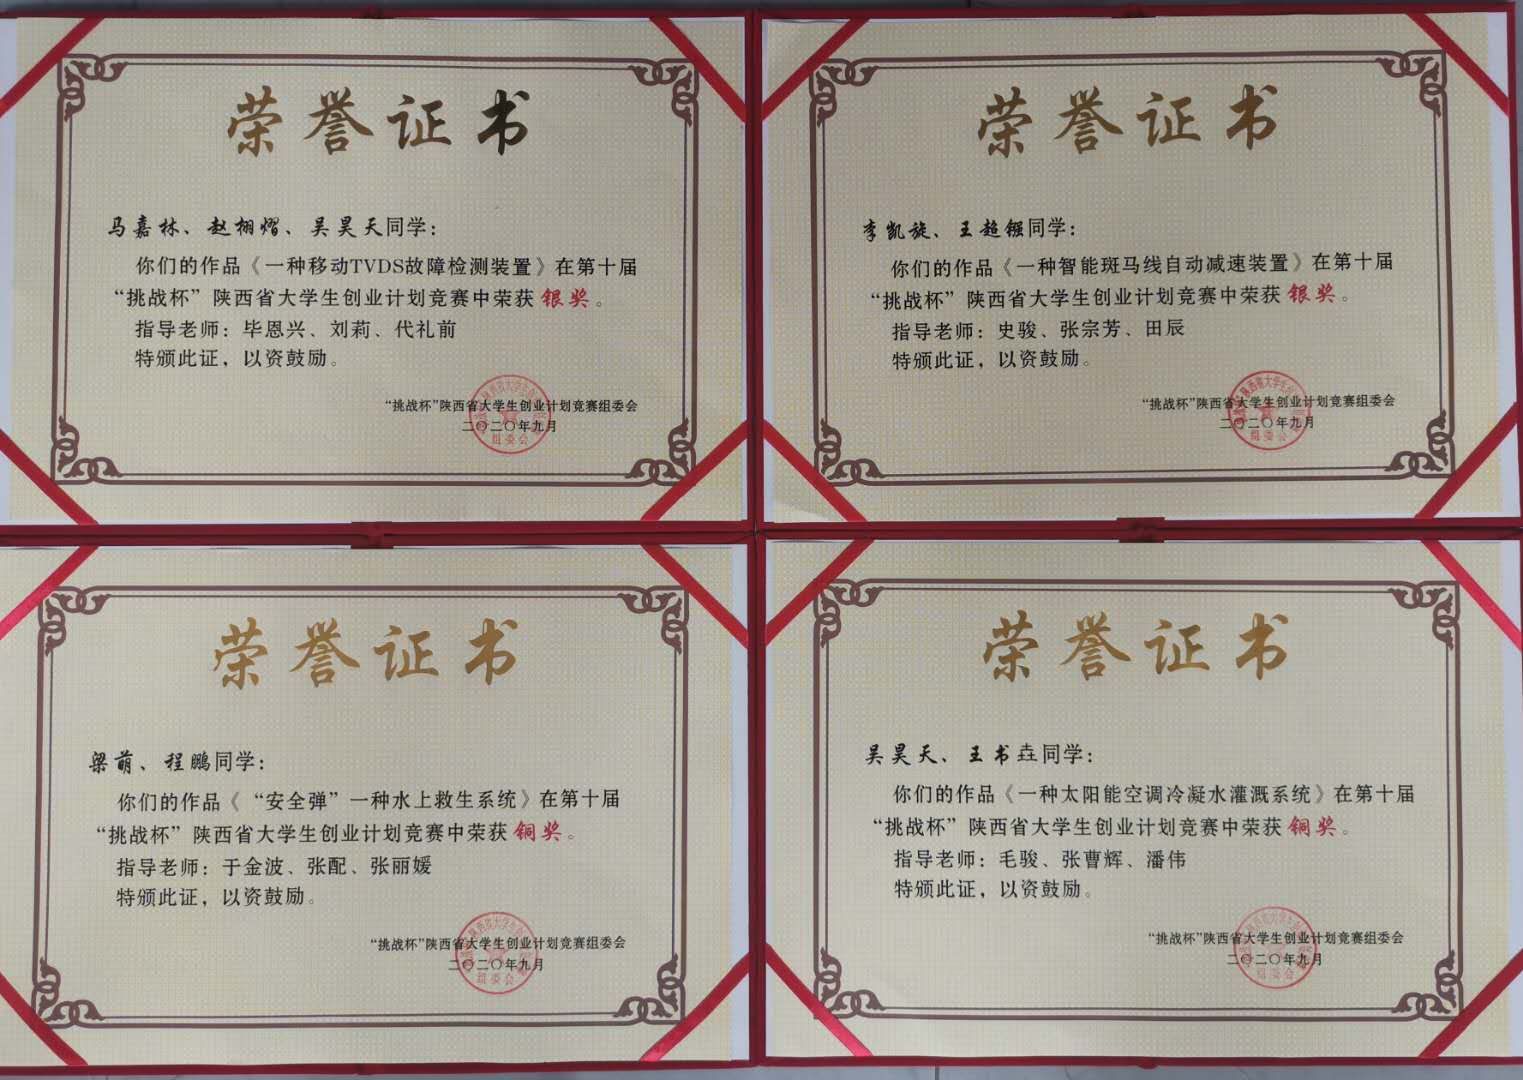 荣誉证书
马嘉林、赵栩熠、吴昊天同学：
你们的作品《一种移动TVDS故障检测装置》在第十届
“挑战杯”陕西省大学生创业计划竞赛中荣获银奖。
指导老师：毕恩兴、刘莉、代礼前
特颁此证，以资鼓励。
“挑战杯”陕西省大学生创业计划竞赛组委会
二〇二〇年九月
组委会
荣誉证书
李凯旋、王超镪同学：
你们的作品《一种智能斑马线自动减速装置》在第十届
“挑战杯”陕西省大学生创业计划竞赛中荣获银奖。
指导老师：史骏、张宗芳、田辰
特颁此证，以资鼓励。
“挑战杯”陕西省大学生创业计划竞赛组委会
二〇二〇年九月
组委会
荣誉证书
梁萌、程鹏同学：
你们的作品《“安全弹”一种水上救生系统》在第十届
“挑战杯”陕西省大学生创业计划竞赛中荣获铜奖。
指导老师：于金波、张配、张丽媛
特颁此证，以资鼓励。
“挑战杯”陕西省大学生创业计划竞赛组委会
二〇二〇年九月
组委会
荣誉证书
吴昊天、王书垚同学：
你们的作品《一种太阳能空调冷凝水灌溉系统》在第十届
“挑战杯”陕西省大学生创业计划竞赛中荣获铜奖。
指导老师：毛骏、张曹辉、潘伟
特颁此证，以资鼓励。
“挑战杯”陕西省大学生创业计划竞赛组委会
二〇二〇年九月
组委会